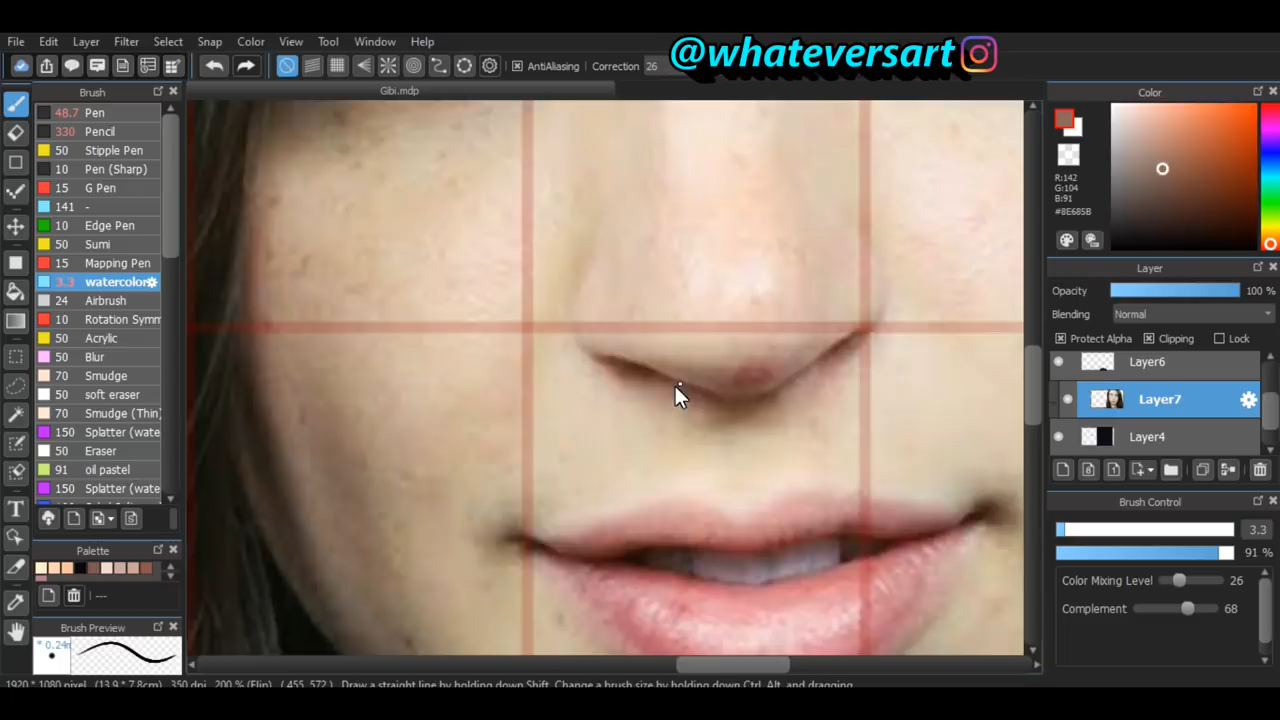 @whateversart
File Edit Layer Filter Select Snap Color View Tool Window Help
AntiAliasing Correction 26
Brush
Gibi.mdp
Color
48.7 Pen
330 Pencil
50 Stipple Pen
10 Pen (Sharp)
15 G Pen
141 -
10 Edge Pen
50 Sumi
15 Mapping Pen
3.3 watercolor
24 Airbrush
10 Rotation Symm
50 Acrylic
50 Blur
70 Smudge
50 soft eraser
70 Smudge (Thin)
150 Splatter (wate
50 Eraser
91 oil pastel
150 Splatter (wate
R:142
G:104
B:91
#8E685B
Layer
Opacity 100 %
Blending Normal
Protect Alpha Clipping Lock
Layer6
Layer7
Layer4
Brush Control
3.3
91 %
Color Mixing Level 26
Complement 68
Palette
---
Brush Preview
1920 * 1080 pixel (13.9 * 7.8cm) 350 dpi 200 % (Flip) ( 455, 572 ) Draw a straight line by holding down Shift, Change a brush size by holding down Ctrl, Alt, and dragging